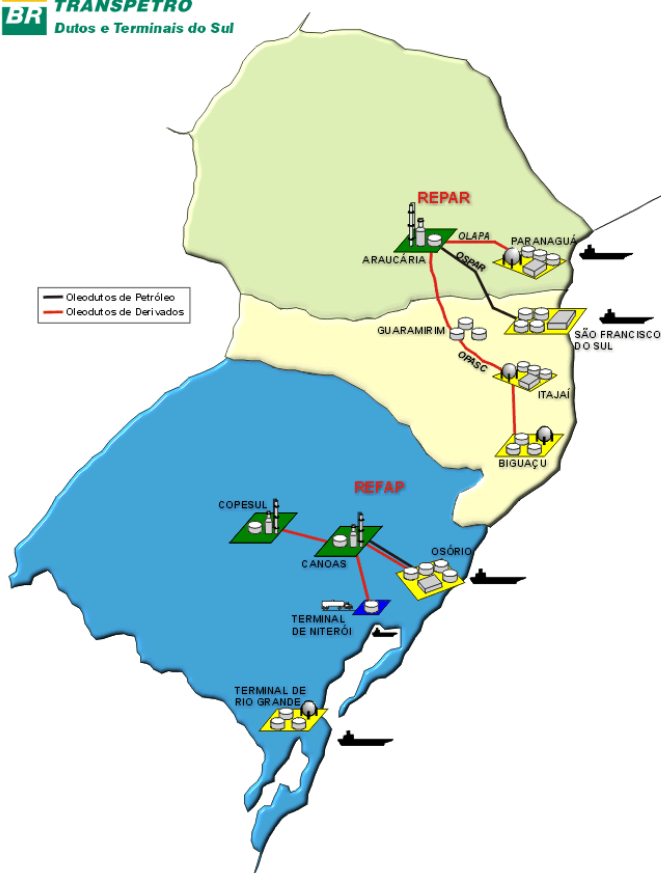 BR TRANSPETRO
Dutos e Terminais do Sul
REPAR
OLAPA
PARANAGUÁ
ARAUCÁRIA
OSPAR
Oleodutos de Petróleo
Oleodutos de Derivados
GUARAMIRIM
SÃO FRANCISCO
DO SUL
OPASC
ITAJAÍ
BIGUAÇU
REFAP
COPESUL
CANOAS
OSÓRIO
TERMINAL
DE NITERÓI
TERMINAL DE
RIO GRANDE